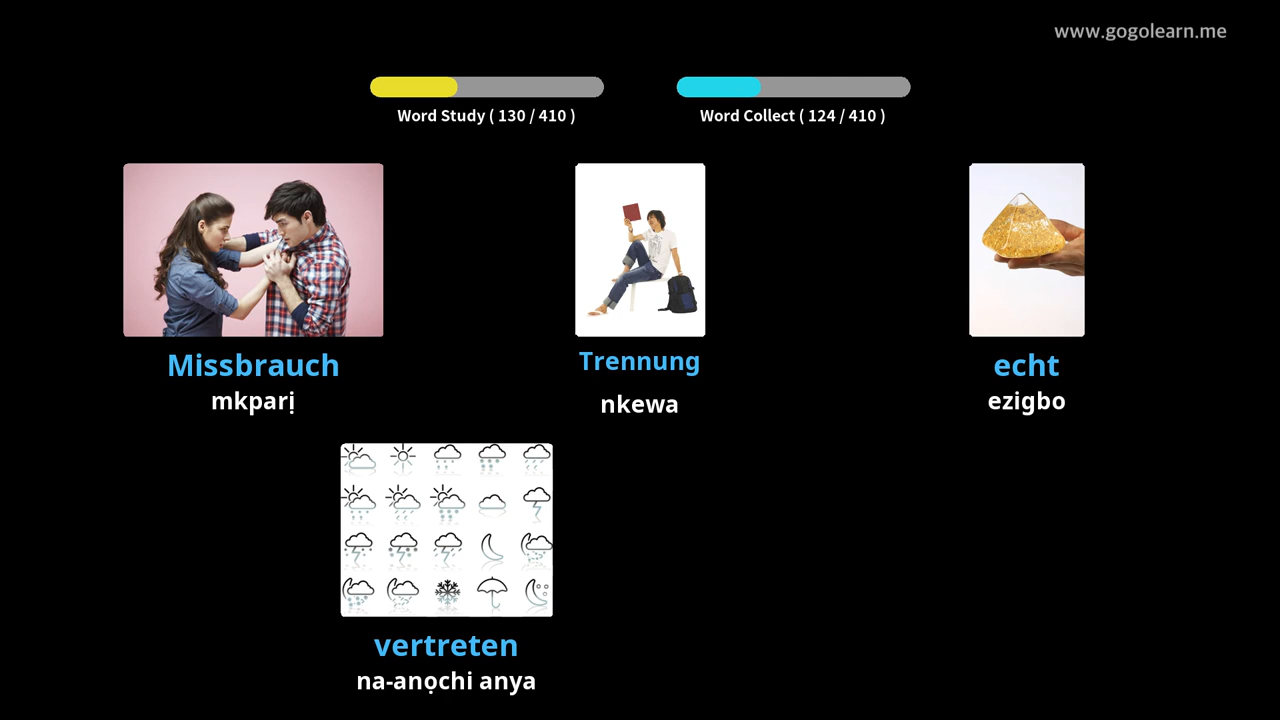 www.gogolearn.me
Word Study ( 130 / 410 )
Word Collect ( 124 / 410 )
Missbrauch
mkparị
Trennung
nkewa
echt
ezigbo
vertreten
na-anọchi anya